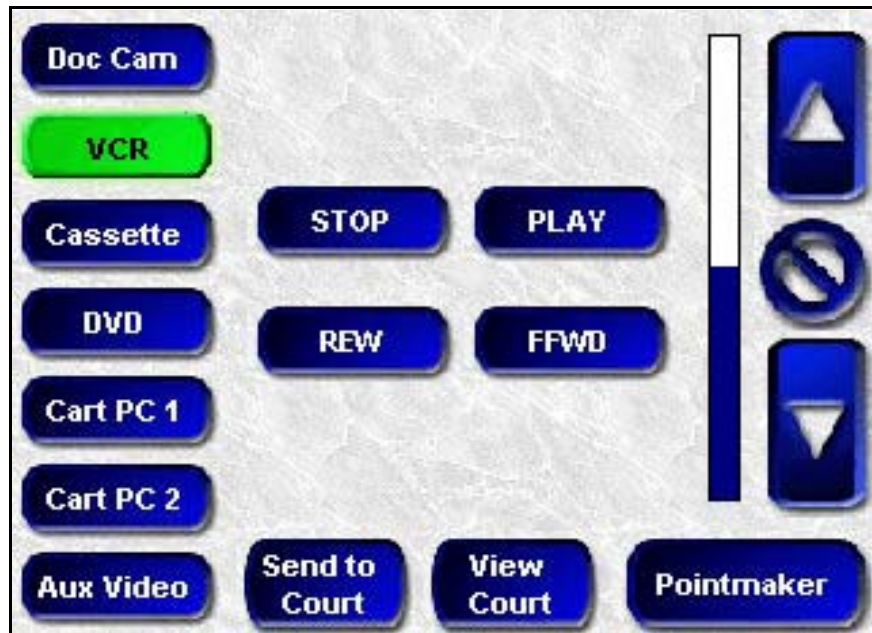 Doc Cam
VCR
Cassette
DVD
Cart PC 1
Cart PC 2
Aux Video
STOP
PLAY
REW
FFWD
Send to
Court
View
Court
Pointmaker